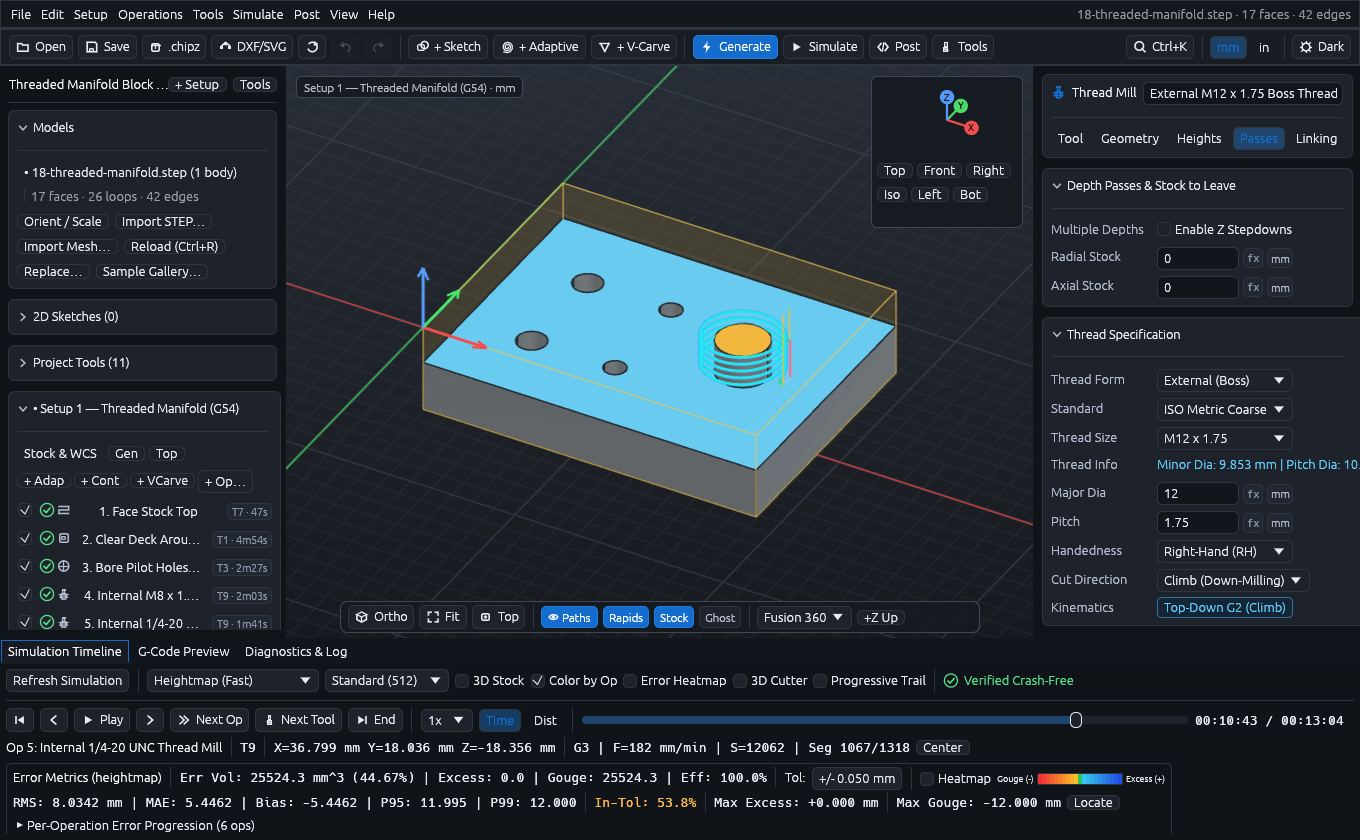 File Edit Setup Operations Tools Simulate Post View Help
18-threaded-manifold.step · 17 faces · 42 edges
Open Save .chipz DXF/SVG + Sketch + Adaptive + V-Carve Generate Simulate Post Tools Ctrl+K mm in Dark
Threaded Manifold Block ... + Setup Tools
Models
• 18-threaded-manifold.step (1 body)
17 faces · 26 loops · 42 edges
Orient / Scale Import STEP...
Import Mesh... Reload (Ctrl+R)
Replace... Sample Gallery...
2D Sketches (0)
Project Tools (11)
• Setup 1 — Threaded Manifold (G54)
Stock & WCS Gen Top
+ Adap + Cont + VCarve + Op...
1. Face Stock Top T7 · 47s
2. Clear Deck Arou... T1 · 4m54s
3. Bore Pilot Holes... T3 · 2m27s
4. Internal M8 x 1.... T9 · 2m03s
5. Internal 1/4-20 ... T9 · 1m41s
Setup 1 — Threaded Manifold (G54) · mm
Z
Y
X
Top Front Right
Iso Left Bot
Ortho Fit Top Paths Rapids Stock Ghost Fusion 360 +Z Up
Thread Mill External M12 x 1.75 Boss Thread
Tool Geometry Heights Passes Linking
Depth Passes & Stock to Leave
Multiple Depths Enable Z Stepdowns
Radial Stock 0 fx mm
Axial Stock 0 fx mm
Thread Specification
Thread Form External (Boss)
Standard ISO Metric Coarse
Thread Size M12 x 1.75
Thread Info Minor Dia: 9.853 mm | Pitch Dia: 10.
Major Dia 12 fx mm
Pitch 1.75 fx mm
Handedness Right-Hand (RH)
Cut Direction Climb (Down-Milling)
Kinematics Top-Down G2 (Climb)
Simulation Timeline G-Code Preview Diagnostics & Log
Refresh Simulation Heightmap (Fast) Standard (512) 3D Stock Color by Op Error Heatmap 3D Cutter Progressive Trail Verified Crash-Free
Play Next Op Next Tool End 1x Time Dist 00:10:43 / 00:13:04
Op 5: Internal 1/4-20 UNC Thread Mill T9 X=36.799 mm Y=18.036 mm Z=-18.356 mm G3 | F=182 mm/min | S=12062 | Seg 1067/1318 Center
Error Metrics (heightmap) Err Vol: 25524.3 mm^3 (44.67%) | Excess: 0.0 | Gouge: 25524.3 | Eff: 100.0% Tol: +/-0.050 mm Heatmap Gouge (-) Excess (+)
RMS: 8.0342 mm | MAE: 5.4462 | Bias: -5.4462 | P95: 11.995 | P99: 12.000 In-Tol: 53.8% Max Excess: +0.000 mm Max Gouge: -12.000 mm Locate
Per-Operation Error Progression (6 ops)